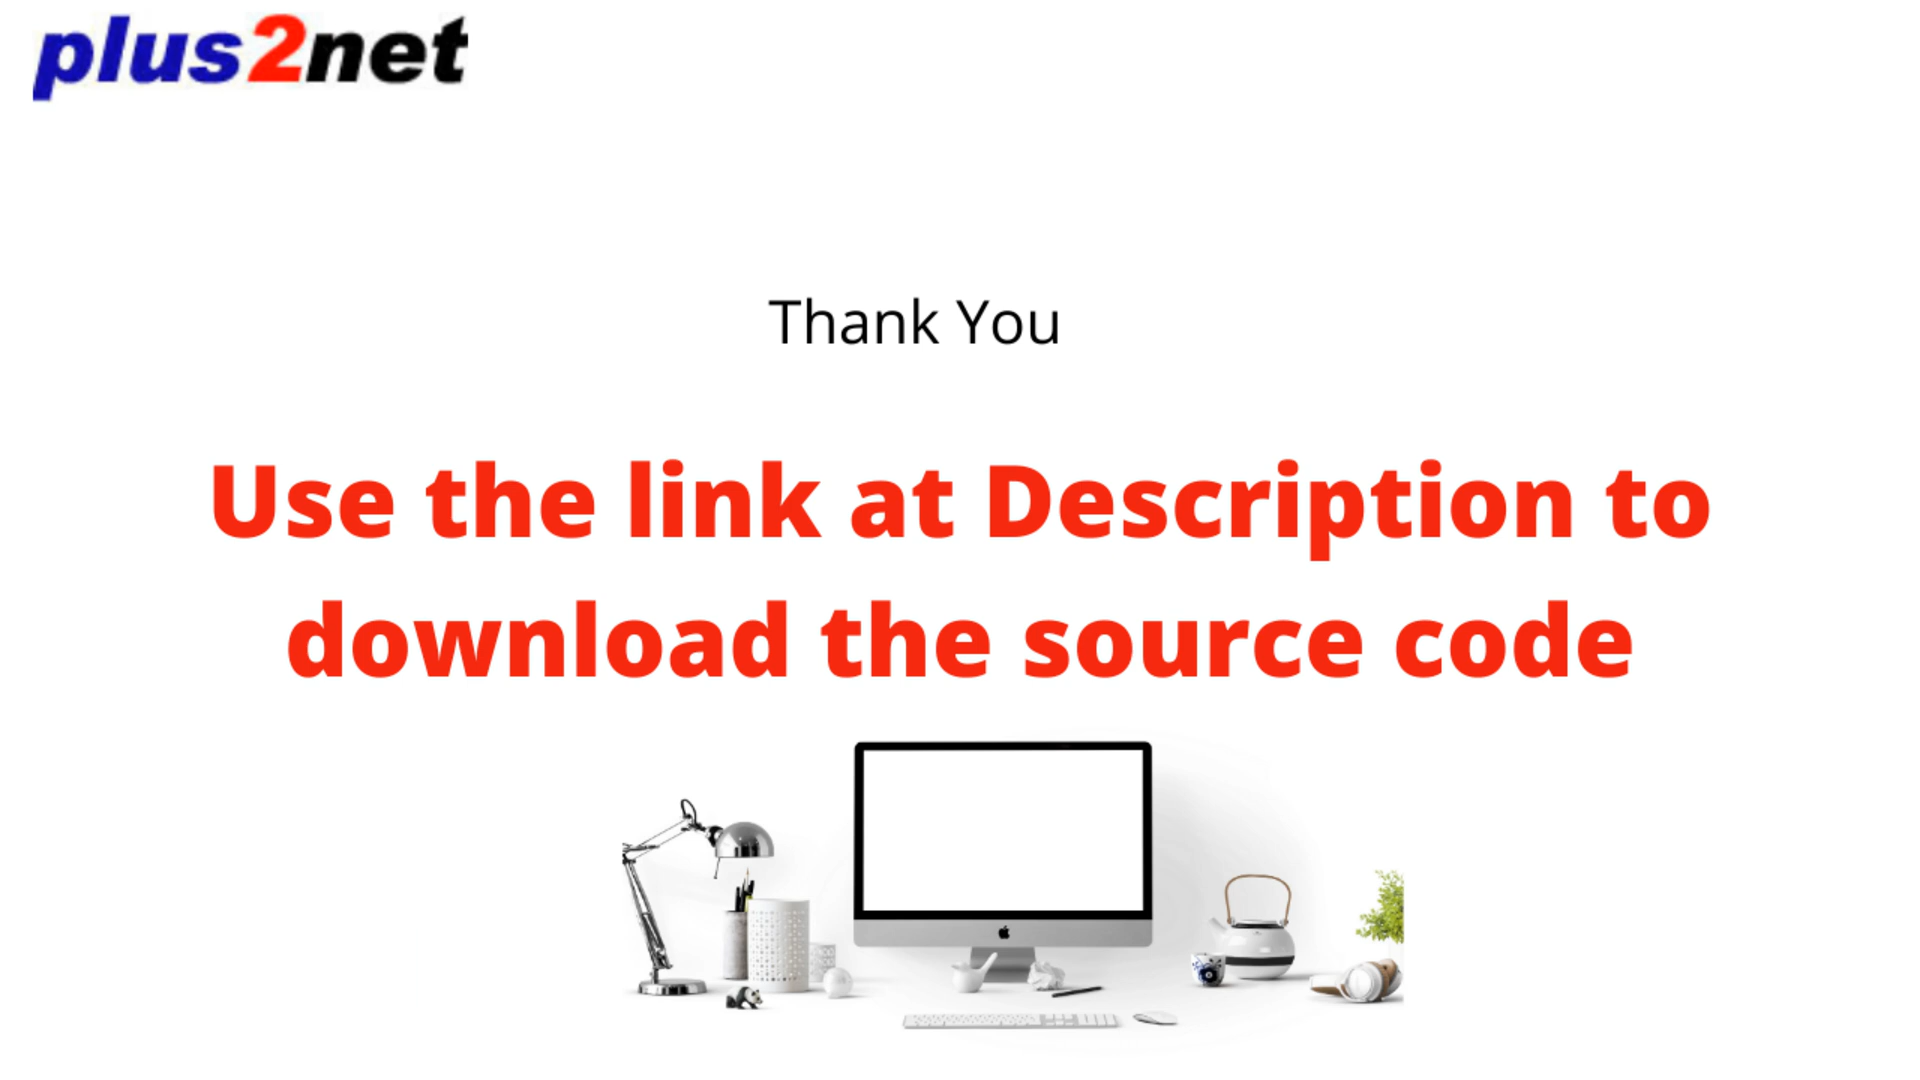 plus2net
Thank You
Use the link at Description to
download the source code